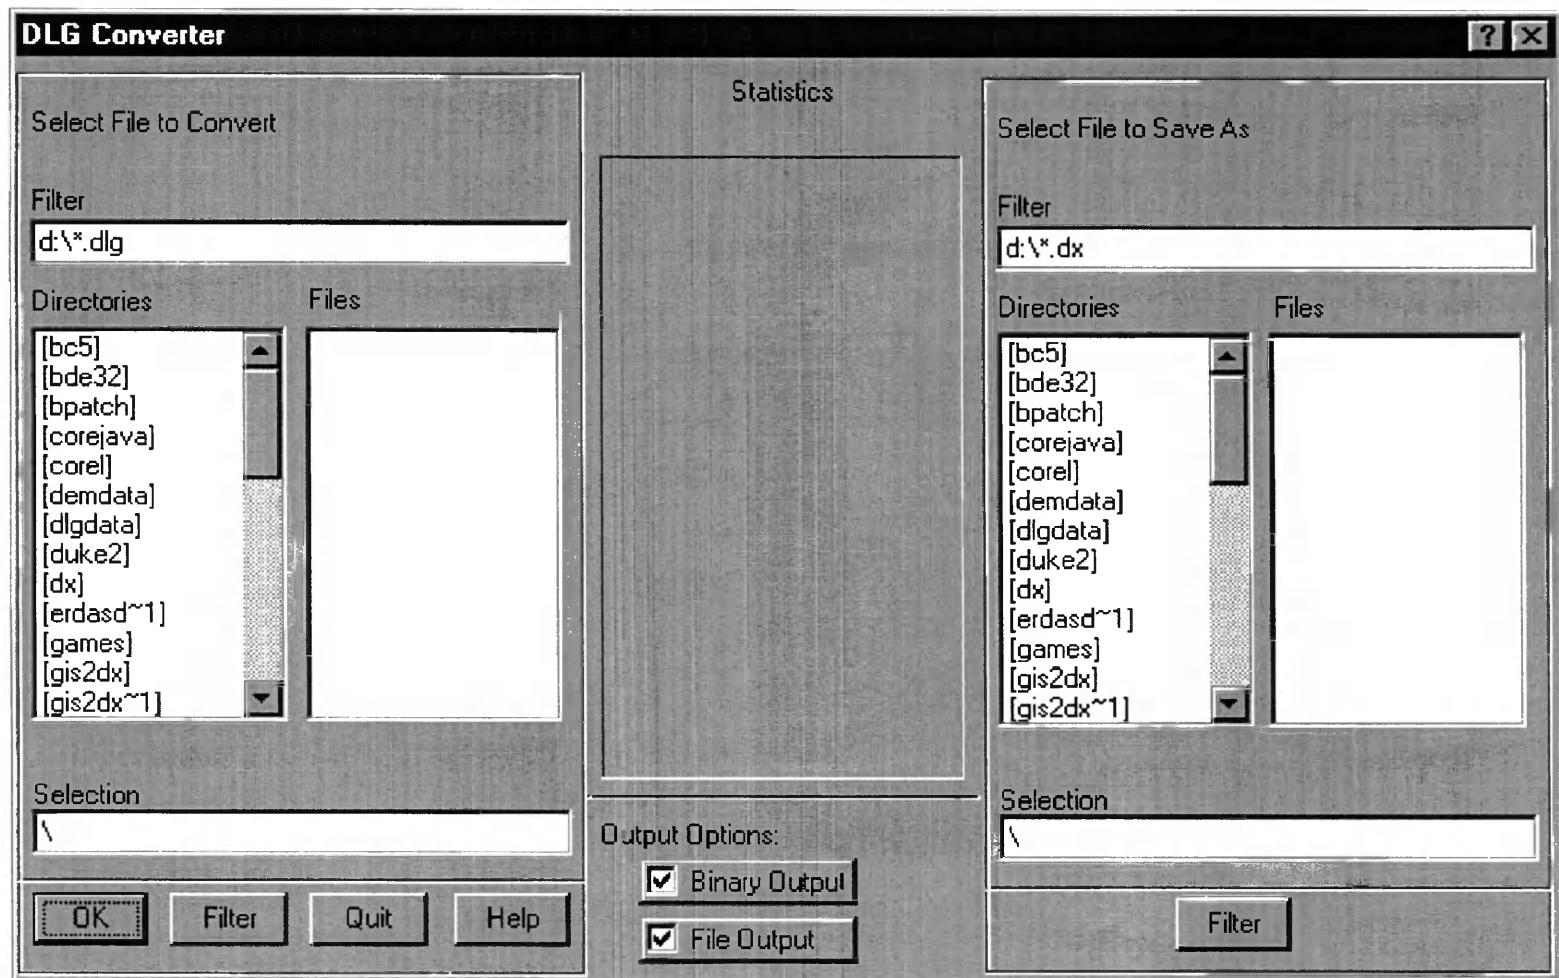 DLG Converter
Select File to Convert
Filter
d:\*.dlg
Directories
Files
[bc5]
[bde32]
[bpatch]
[corejava]
[corel]
[demdata]
[dlgdata]
[duke2]
[dx]
[erdasd~1]
[games]
[gis2dx]
[gis2dx~1]
Selection
\
OK
Filter
Quit
Help
Statistics
Output Options:
Binary Output
File Output
Select File to Save As
Filter
d:\*.dx
Directories
Files
[bc5]
[bde32]
[bpatch]
[corejava]
[corel]
[demdata]
[dlgdata]
[duke2]
[dx]
[erdasd~1]
[games]
[gis2dx]
[gis2dx~1]
Selection
\
Filter